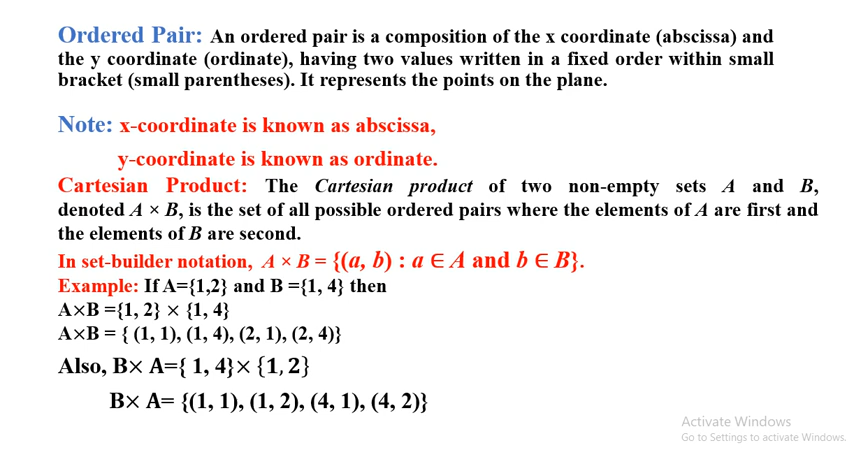 Ordered Pair: An ordered pair is a composition of the x coordinate (abscissa) and
the y coordinate (ordinate), having two values written in a fixed order within small
bracket (small parentheses). It represents the points on the plane.
Note: x-coordinate is known as abscissa,
y-coordinate is known as ordinate.
Cartesian Product: The Cartesian product of two non-empty sets A and B,
denoted A × B, is the set of all possible ordered pairs where the elements of A are first and
the elements of B are second.
In set-builder notation, A × B = {(a, b) : a ∈ A and b ∈ B}.
Example: If A={1,2} and B ={1, 4} then
A×B ={1, 2} × {1, 4}
A×B = { (1, 1), (1, 4), (2, 1), (2, 4)}
Also, B× A={ 1, 4}× {1, 2}
B× A= {(1, 1), (1, 2), (4, 1), (4, 2)}
Activate Windows
Go to Settings to activate Windows.